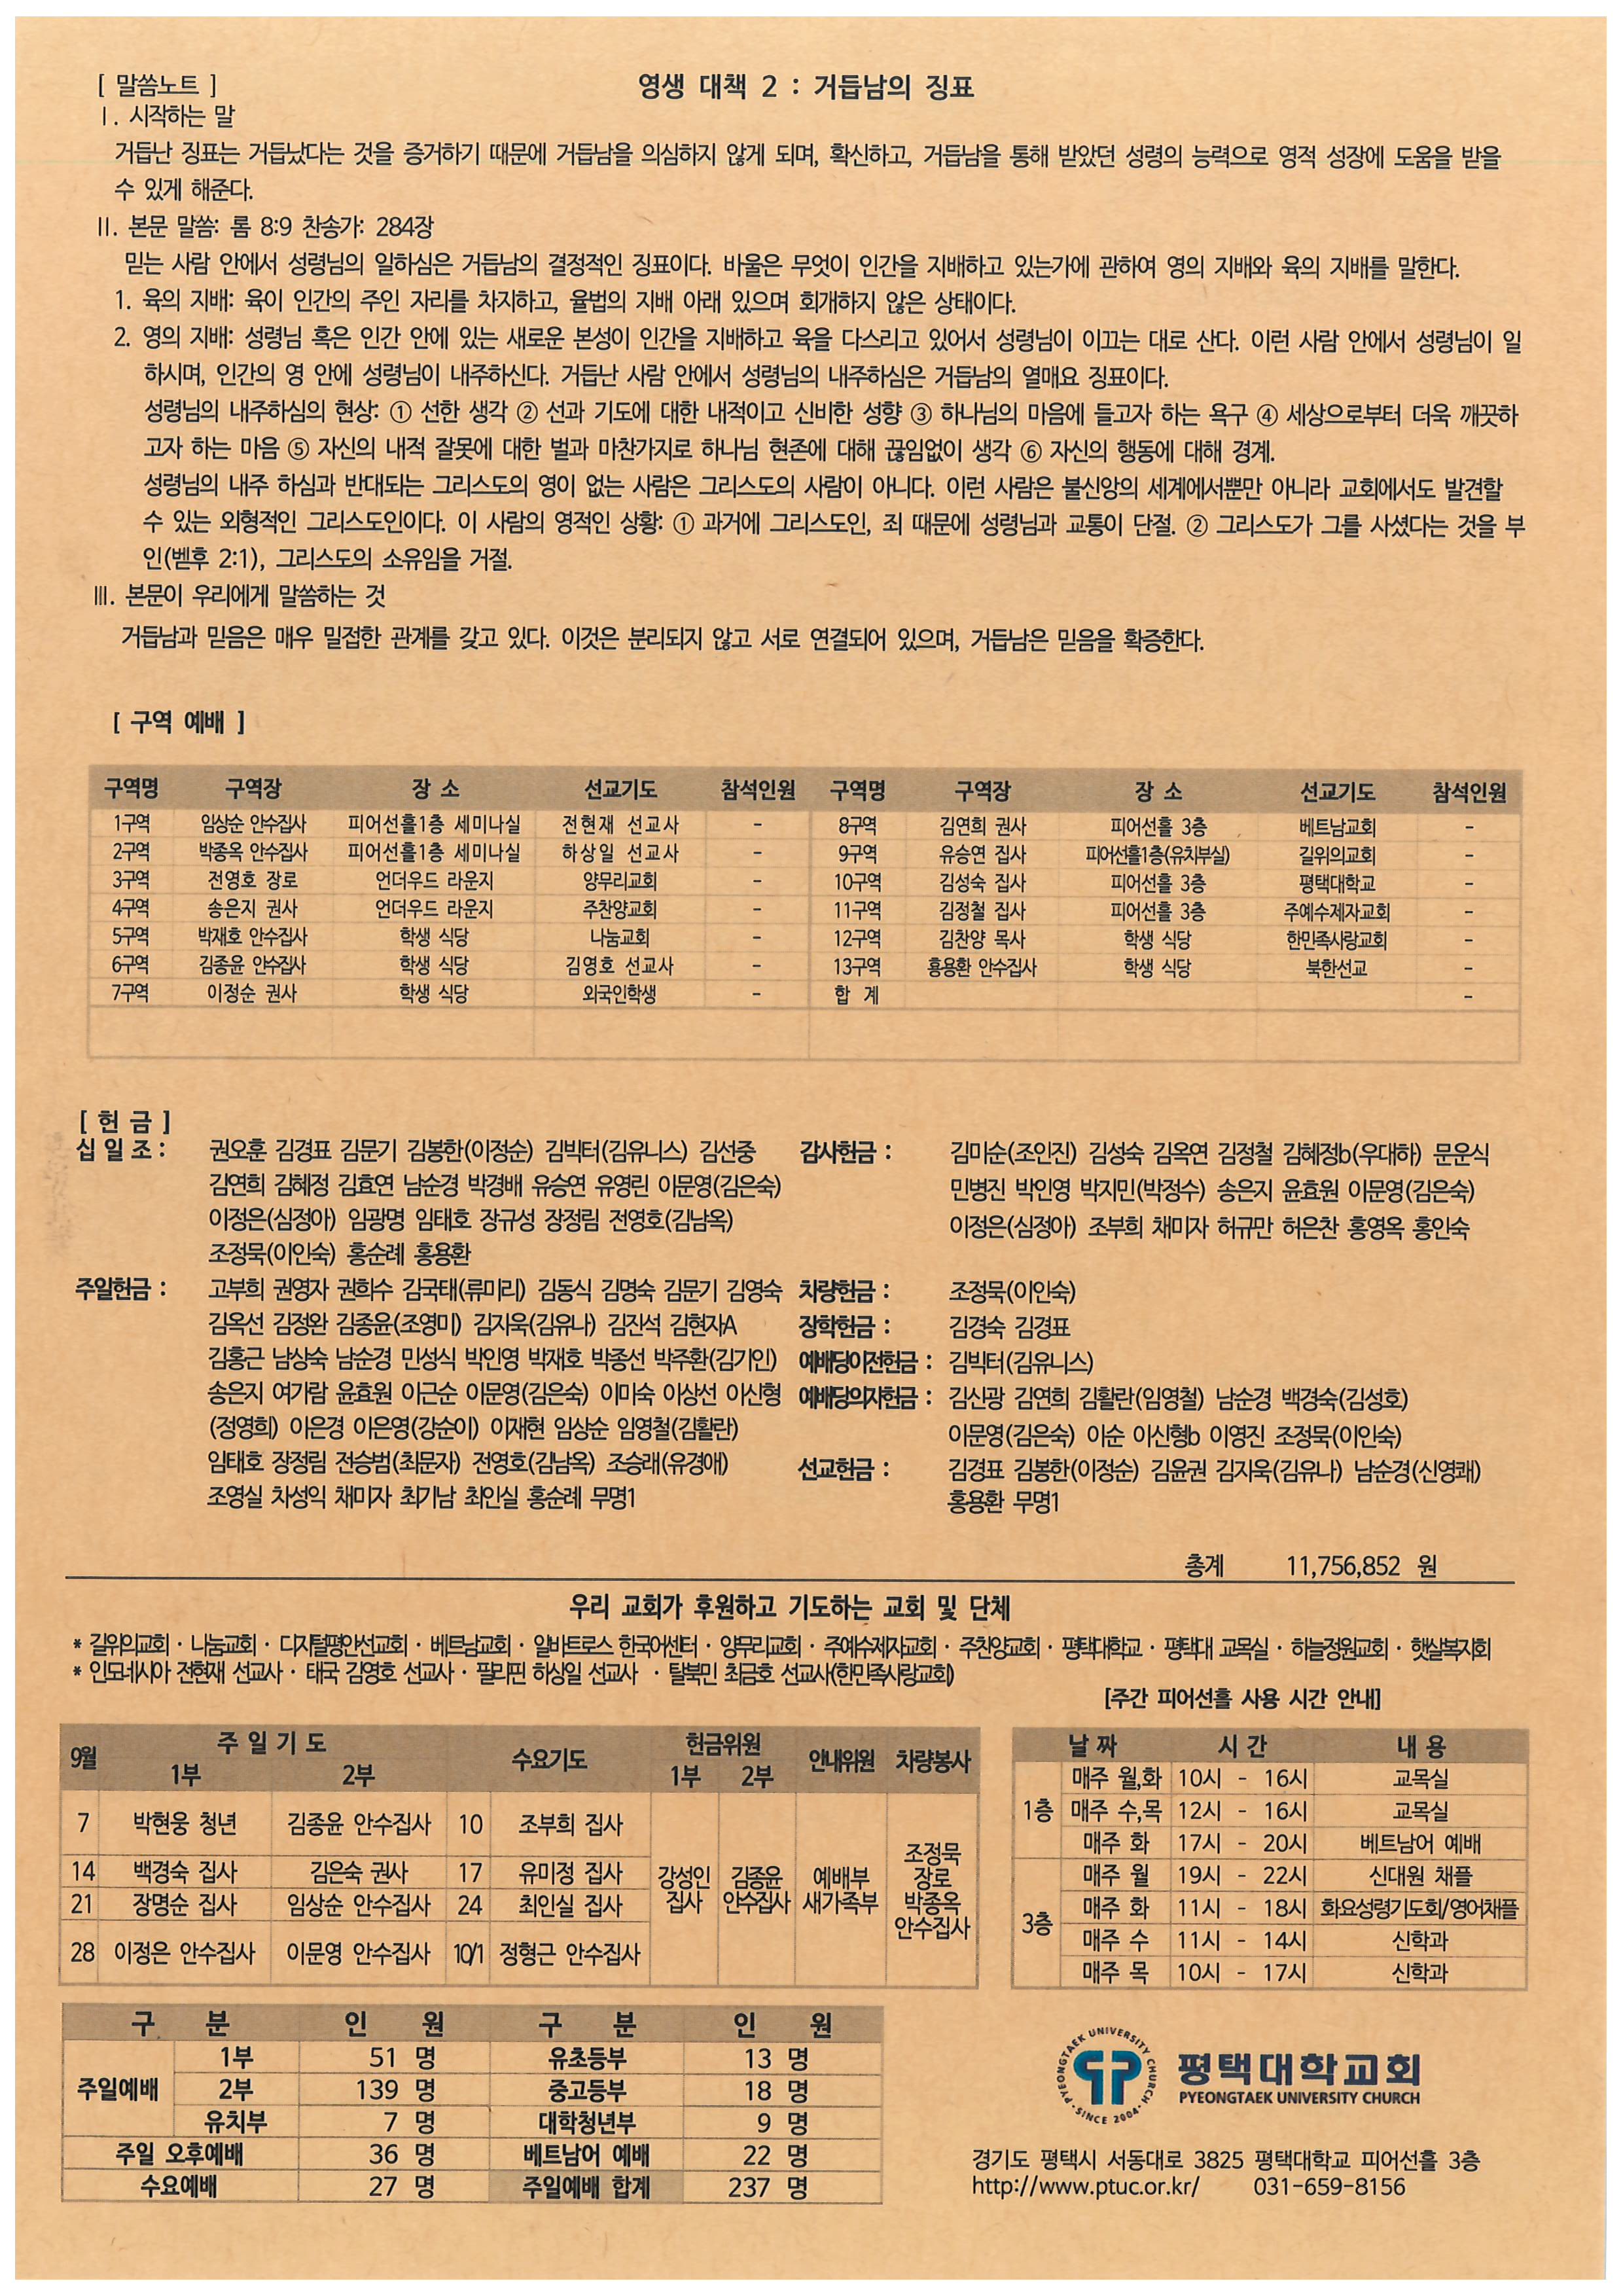 [ 말씀노트 ]
영생 대책 2 : 거듭남의 징표
Ⅰ. 시작하는 말
거듭난 징표는 거듭났다는 것을 증거하기 때문에 거듭남을 의심하지 않게 되며, 확신하고, 거듭남을 통해 받았던 성령의 능력으로 영적 성장에 도움을 받을
수 있게 해준다.
Ⅱ. 본문 말씀: 롬 8:9 찬송가: 284장
믿는 사람 안에서 성령님의 일하심은 거듭남의 결정적인 징표이다. 바울은 무엇이 인간을 지배하고 있는가에 관하여 영의 지배와 육의 지배를 말한다.
1. 육의 지배: 육이 인간의 주인 자리를 차지하고, 율법의 지배 아래 있으며 회개하지 않은 상태이다.
2. 영의 지배: 성령님 혹은 인간 안에 있는 새로운 본성이 인간을 지배하고 육을 다스리고 있어서 성령님이 이끄는 대로 산다. 이런 사람 안에서 성령님이 일
하시며, 인간의 영 안에 성령님이 내주하신다. 거듭난 사람 안에서 성령님의 내주하심은 거듭남의 열매요 징표이다.
성령님의 내주하심의 현상: ① 선한 생각 ② 선과 기도에 대한 내적이고 신비한 성향 ③ 하나님의 마음에 들고자 하는 욕구 ④ 세상으로부터 더욱 깨끗하
고자 하는 마음 ⑤ 자신의 내적 잘못에 대한 벌과 마찬가지로 하나님 현존에 대해 끊임없이 생각 ⑥ 자신의 행동에 대해 경계.
성령님의 내주 하심과 반대되는 그리스도의 영이 없는 사람은 그리스도의 사람이 아니다. 이런 사람은 불신앙의 세계에서뿐만 아니라 교회에서도 발견할
수 있는 외형적인 그리스도인이다. 이 사람의 영적인 상황: ① 과거에 그리스도인, 죄 때문에 성령님과 교통이 단절. ② 그리스도가 그를 사셨다는 것을 부
인(벧후 2:1), 그리스도의 소유임을 거절.
Ⅲ. 본문이 우리에게 말씀하는 것
거듭남과 믿음은 매우 밀접한 관계를 갖고 있다. 이것은 분리되지 않고 서로 연결되어 있으며, 거듭남은 믿음을 확증한다.
[ 구역 예배 ]
구역명 구역장 장 소 선교기도 참석인원 구역명 구역장 장 소 선교기도 참석인원
1구역 임상순 안수집사 피어선홀1층 세미나실 전현재 선교사 - 8구역 김연희 권사 피어선홀 3층 베트남교회 -
2구역 박종옥 안수집사 피어선홀1층 세미나실 하상일 선교사 - 9구역 유승연 집사 피어선홀1층(유치부실) 길위의교회 -
3구역 전영호 장로 언더우드 라운지 양무리교회 - 10구역 김성숙 집사 피어선홀 3층 평택대학교 -
4구역 송은지 권사 언더우드 라운지 주찬양교회 - 11구역 김정철 집사 피어선홀 3층 주예수제자교회 -
5구역 박재호 안수집사 학생 식당 나눔교회 - 12구역 김찬양 목사 학생 식당 한민족사랑교회 -
6구역 김종윤 안수집사 학생 식당 김영호 선교사 - 13구역 홍용환 안수집사 학생 식당 북한선교 -
7구역 이정순 권사 학생 식당 외국인학생 - 합 계 -
[ 헌 금 ]
십 일 조 : 권오훈 김경표 김문기 김봉한(이정순) 김빅터(김유니스) 김선중
김연희 김혜정 김효연 남순경 박경배 유승연 유영린 이문영(김은숙)
이정은(심정아) 임광명 임태호 장규성 장정림 전영호(김남옥)
조정묵(이인숙) 홍순례 홍용환
주일헌금 : 고부희 권영자 권희수 김국태(류미리) 김동식 김명숙 김문기 김영숙
김옥선 김정완 김종윤(조영미) 김지욱(김유나) 김진석 김현자A
김홍근 남상숙 남순경 민성식 박인영 박재호 박종선 박주환(김기인)
송은지 여기람 윤효원 이근순 이문영(김은숙) 이미숙 이상선 이신형
(정영희) 이은경 이은영(강순이) 이재현 임상순 임영철(김활란)
임태호 장정림 전승범(최문자) 전영호(김남옥) 조승래(유경애)
조영실 차성익 채미자 최기남 최인실 홍순례 무명1
감사헌금 : 김미순(조인진) 김성숙 김옥연 김정철 김혜정b(우대하) 문운식
민병진 박인영 박지민(박정수) 송은지 윤효원 이문영(김은숙)
이정은(심정아) 조부희 채미자 허규만 허은찬 홍영옥 홍인숙
차량헌금 : 조정묵(이인숙)
장학헌금 : 김경숙 김경표
예배당이전헌금 : 김빅터(김유니스)
예배당의자헌금 : 김신광 김연희 김활란(임영철) 남순경 백경숙(김성호)
이문영(김은숙) 이순 이신형b 이영진 조정묵(이인숙)
선교헌금 : 김경표 김봉한(이정순) 김윤권 김지욱(김유나) 남순경(신영쾌)
홍용환 무명1
총계 11,756,852 원
우리 교회가 후원하고 기도하는 교회 및 단체
* 길위의교회 · 나눔교회 · 디지털평안선교회 · 베트남교회 · 알바트로스 한국어센터 · 양무리교회 · 주예수제자교회 · 주찬양교회 · 평택대학교 · 평택대 교목실 · 하늘정원교회 · 햇살복지회
* 인도네시아 전현재 선교사 · 태국 김영호 선교사 · 필리핀 하상일 선교사 · 탈북민 최금호 선교사(한민족사랑교회)
9월 주 일 기 도 수요기도 헌금위원 안내위원 차량봉사
1부 2부 1부 2부
7 박현웅 청년 김종윤 안수집사 10 조부희 집사
14 백경숙 집사 김은숙 권사 17 유미정 집사
21 장명순 집사 임상순 안수집사 24 최인실 집사
28 이정은 안수집사 이문영 안수집사 10/1 정형근 안수집사
강성인
집사
김종윤
안수집사
예배부
새가족부
조정묵
장로
박종옥
안수집사
[주간 피어선홀 사용 시간 안내]
날 짜 시 간 내 용
1층 매주 월,화 10시 - 16시 교목실
매주 수,목 12시 - 16시 교목실
매주 화 17시 - 20시 베트남어 예배
3층 매주 월 19시 - 22시 신대원 채플
매주 화 11시 - 18시 화요성령기도회/영어채플
매주 수 11시 - 14시 신학과
매주 목 10시 - 17시 신학과
구 분 인 원 구 분 인 원
주일예배 1부 51 명 유초등부 13 명
2부 139 명 중고등부 18 명
유치부 7 명 대학청년부 9 명
주일 오후예배 36 명 베트남어 예배 22 명
수요예배 27 명 주일예배 합계 237 명
PYEONGTAEK UNIVERSITY CHURCH · SINCE 2004 ·
평택대학교회
PYEONGTAEK UNIVERSITY CHURCH
경기도 평택시 서동대로 3825 평택대학교 피어선홀 3층
http://www.ptuc.or.kr/ 031-659-8156